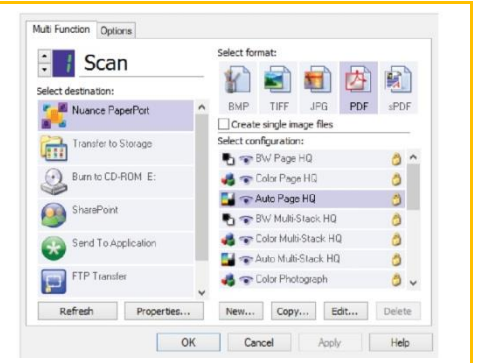 Multi Function Options
1 Scan
Select destination:
Nuance PaperPort
Transfer to Storage
Burn to CD-ROM E:
SharePoint
Send To Application
FTP Transfer
Refresh Properties...
Select format:
BMP TIFF JPG PDF sPDF
Create single image files
Select configuration:
BW Page HQ
Color Page HQ
Auto Page HQ
BW Multi-Stack HQ
Color Multi-Stack HQ
Auto Multi-Stack HQ
Color Photograph
New... Copy... Edit... Delete
OK Cancel Apply Help